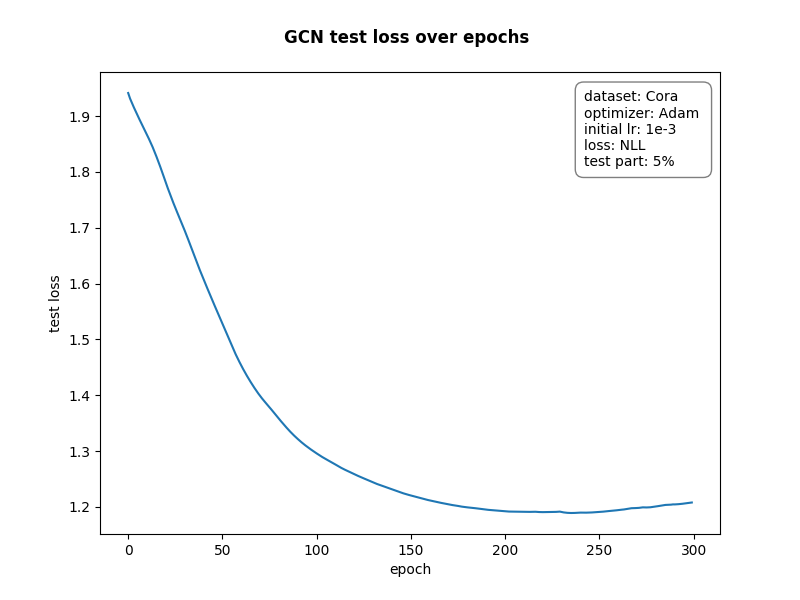 GCN test loss over epochs
dataset: Cora
optimizer: Adam
initial lr: 1e-3
loss: NLL
test part: 5%
test loss
1.9
1.8
1.7
1.6
1.5
1.4
1.3
1.2
0 50 100 150 200 250 300
epoch